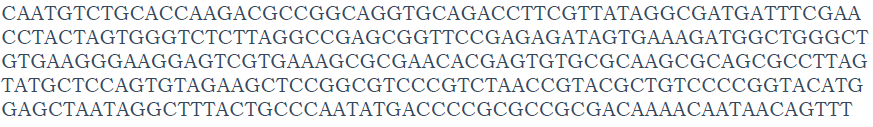 CAATGTCTGCACCAAGACGCCGGCAGGTGCAGACCTTCGTTATAGGCGATGATTTCGAA
CCTACTAGTGGGTCTCTTAGGCCGAGCGGTTCCGAGAGATAGTGAAAGATGGCTGGGCT
GTGAAGGGAAGGAGTCGTGAAAGCGCGAACACGAGTGTGCGCAAGCGCAGCGCCTTAG
TATGCTCCAGTGTAGAAGCTCCGGCGTCCCGTCTAACCGTACGCTGTCCCCGGTACATG
GAGCTAATAGGCTTTACTGCCCAATATGACCCCGCGCCGCGACAAAACAATAACAGTTT